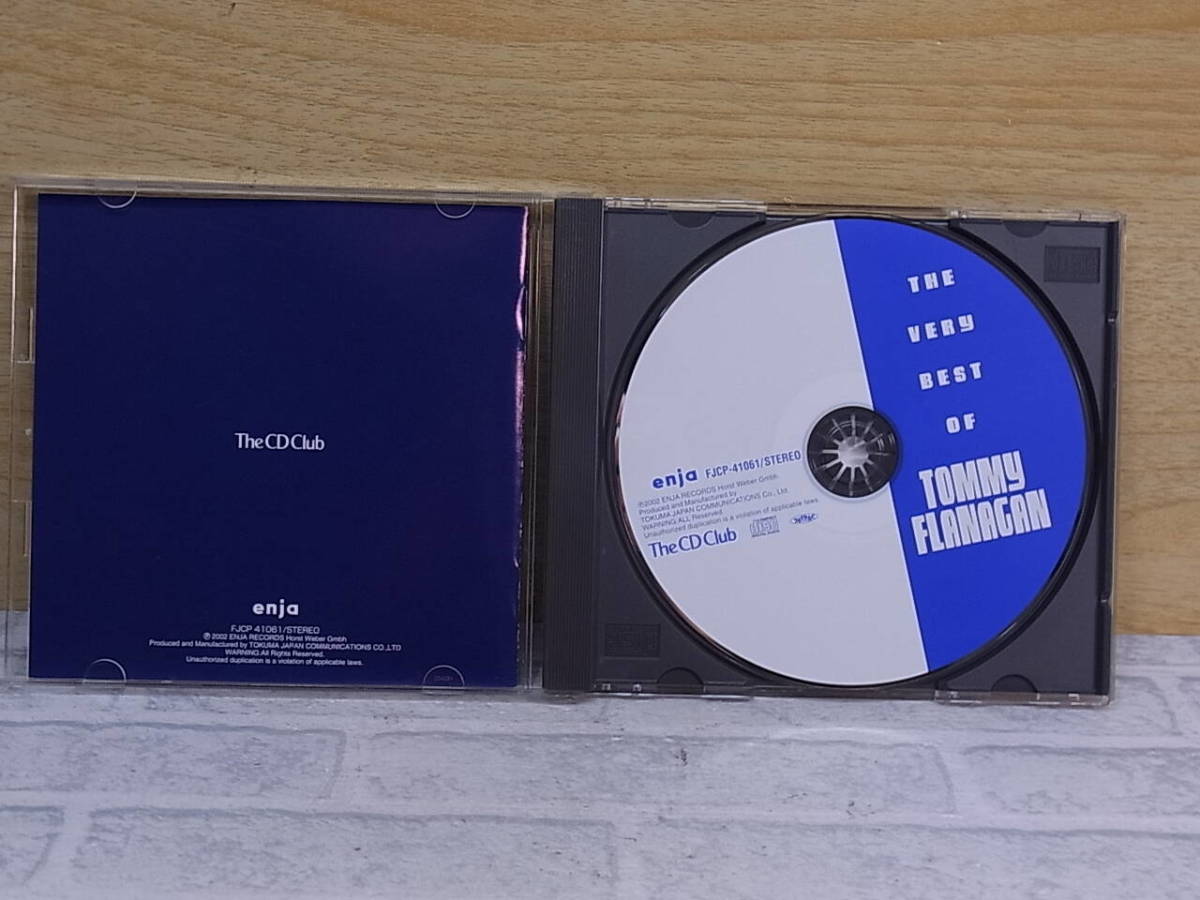 The CD Club
enja
FJCP 41061/STEREO
℗2002 ENJA RECORDS Horst Weber Gmbh
Produced and Manufactured by TOKUMA JAPAN COMMUNICATIONS CO.,LTD
WARNING:All Rights Reserved.
Unauthorized duplication is a violation of applicable laws.
THE
VERY
BEST
OF
TOMMY
FLANAGAN
enja FJCP-41061/STEREO
℗2002 ENJA RECORDS Horst Weber Gmbh
Produced and Manufactured by
TOKUMA JAPAN COMMUNICATIONS Co., Ltd.
WARNING:ALL Reserved.
Unauthorized duplication is a violation of applicable laws
The CD Club